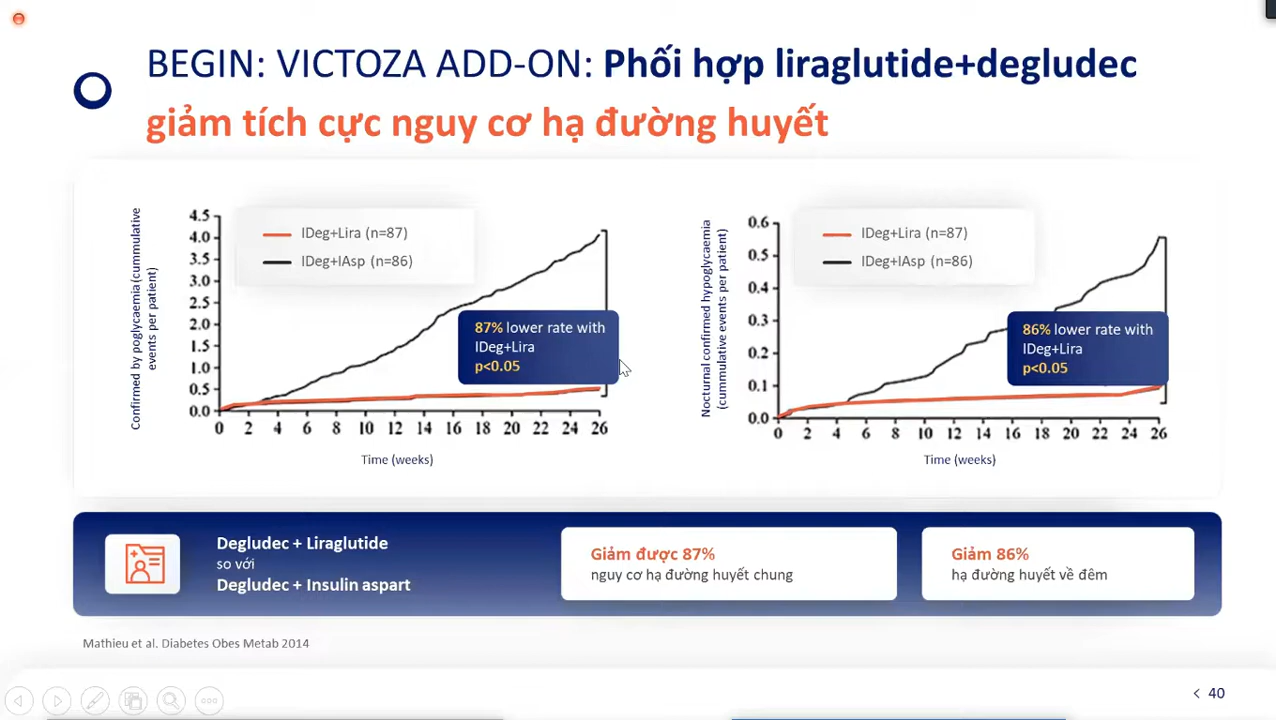 BEGIN: VICTOZA ADD-ON: Phối hợp liraglutide+degludec
giảm tích cực nguy cơ hạ đường huyết
Confirmed by poglycaemia (cummulative
events per patient)
4.5
4.0
3.5
3.0
2.5
2.0
1.5
1.0
0.5
0.0
IDeg+Lira (n=87)
IDeg+IAsp (n=86)
87% lower rate with
IDeg+Lira
p<0.05
0 2 4 6 8 10 12 14 16 18 20 22 24 26
Time (weeks)
Nocturnal confirmed hypoglycaemia
(cummulative events per patient)
0.6
0.5
0.4
0.3
0.2
0.1
0.0
IDeg+Lira (n=87)
IDeg+IAsp (n=86)
86% lower rate with
IDeg+Lira
p<0.05
0 2 4 6 8 10 12 14 16 18 20 22 24 26
Time (weeks)
Degludec + Liraglutide
so với
Degludec + Insulin aspart
Giảm được 87%
nguy cơ hạ đường huyết chung
Giảm 86%
hạ đường huyết về đêm
Mathieu et al. Diabetes Obes Metab 2014
< 40